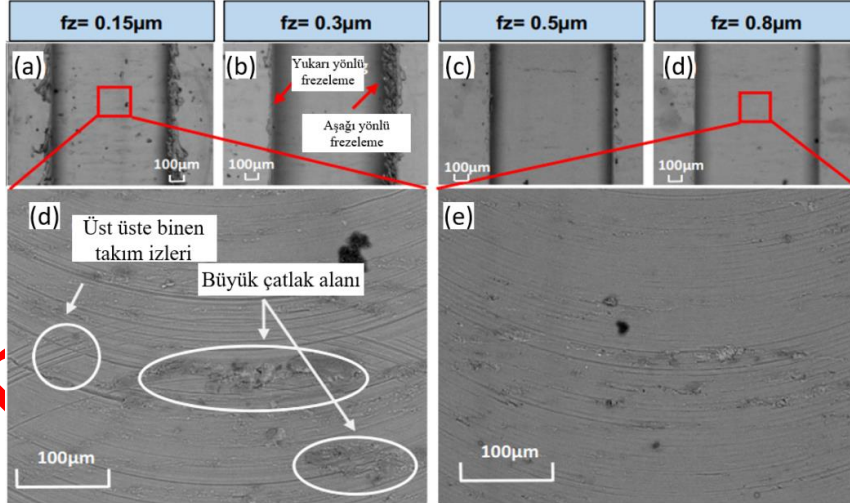 fz= 0.15µm
fz= 0.3µm
fz= 0.5µm
fz= 0.8µm
(a)
100µm
(b)
Yukarı yönlü
frezeleme
Aşağı yönlü
frezeleme
100µm
(c)
100µm
(d)
100µm
(d)
Üst üste binen
takım izleri
Büyük çatlak alanı
100µm
(e)
100µm